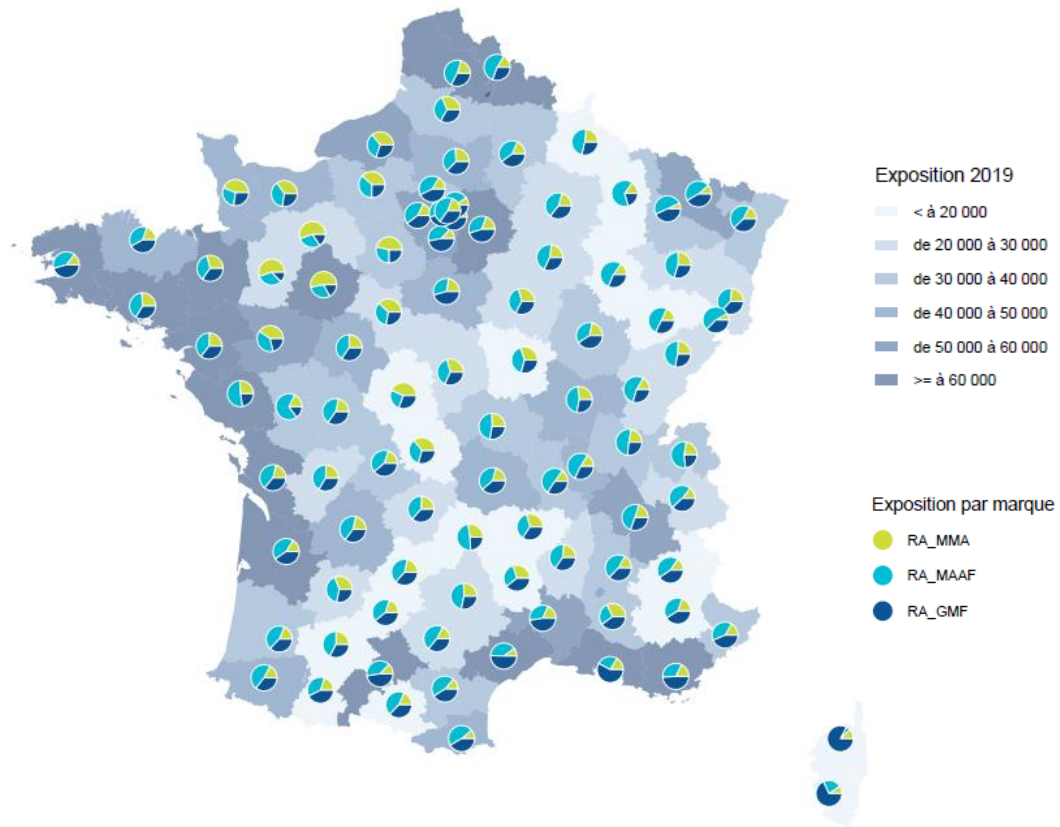 Exposition 2019
< à 20 000
de 20 000 à 30 000
de 30 000 à 40 000
de 40 000 à 50 000
de 50 000 à 60 000
>= à 60 000
Exposition par marque
RA_MMA
RA_MAAF
RA_GMF